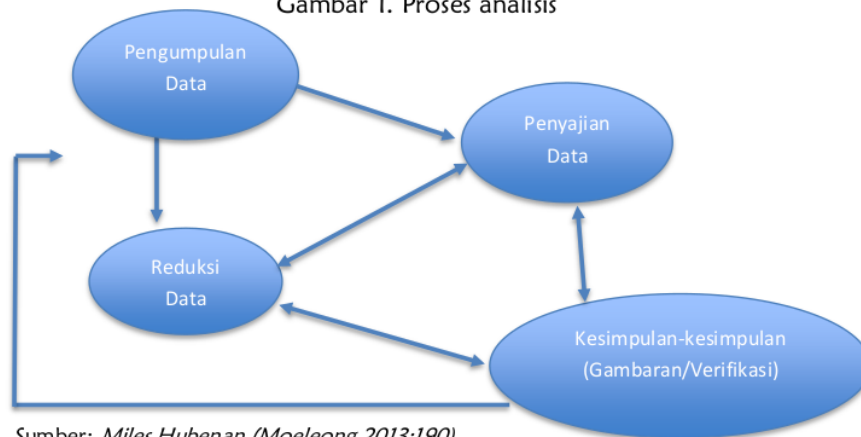 Gambar 1. Proses analisis
Pengumpulan
Data
Penyajian
Data
Reduksi
Data
Kesimpulan-kesimpulan
(Gambaran/Verifikasi)
Sumber: Miles Hubenan (Moeleong 2013:190)